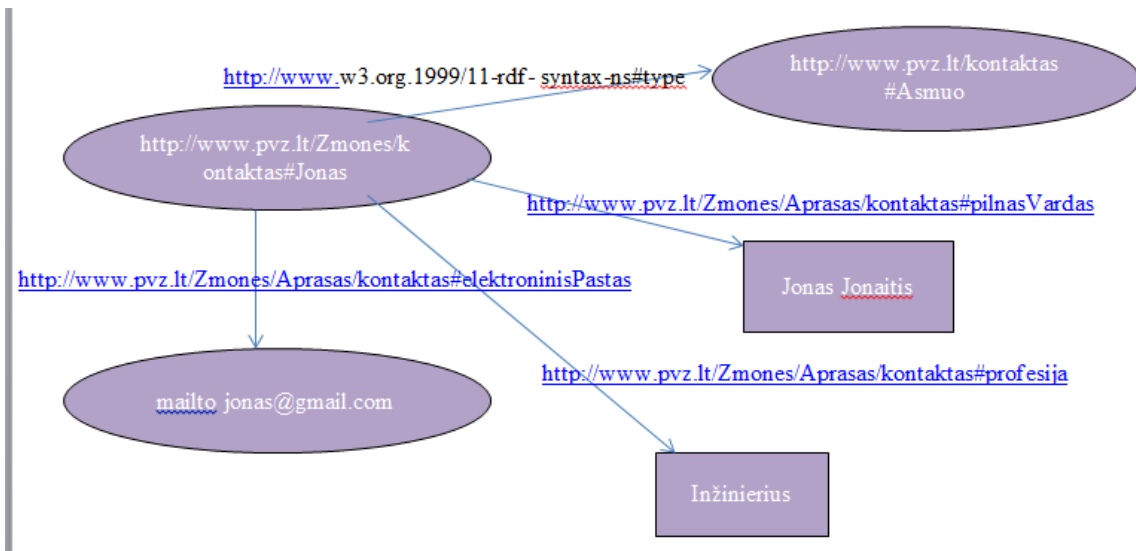 http://www.pvz.lt/kontaktas
#Asmuo
http://www.w3.org.1999/11-rdf - syntax-ns#type
http://www.pvz.lt/Zmones/k
ontaktas#Jonas
http://www.pvz.lt/Zmones/Aprasas/kontaktas#pilnasVardas
http://www.pvz.lt/Zmones/Aprasas/kontaktas#elektroninisPastas
Jonas Jonaitis
http://www.pvz.lt/Zmones/Aprasas/kontaktas#profesija
mailto jonas@gmail.com
Inžinierius